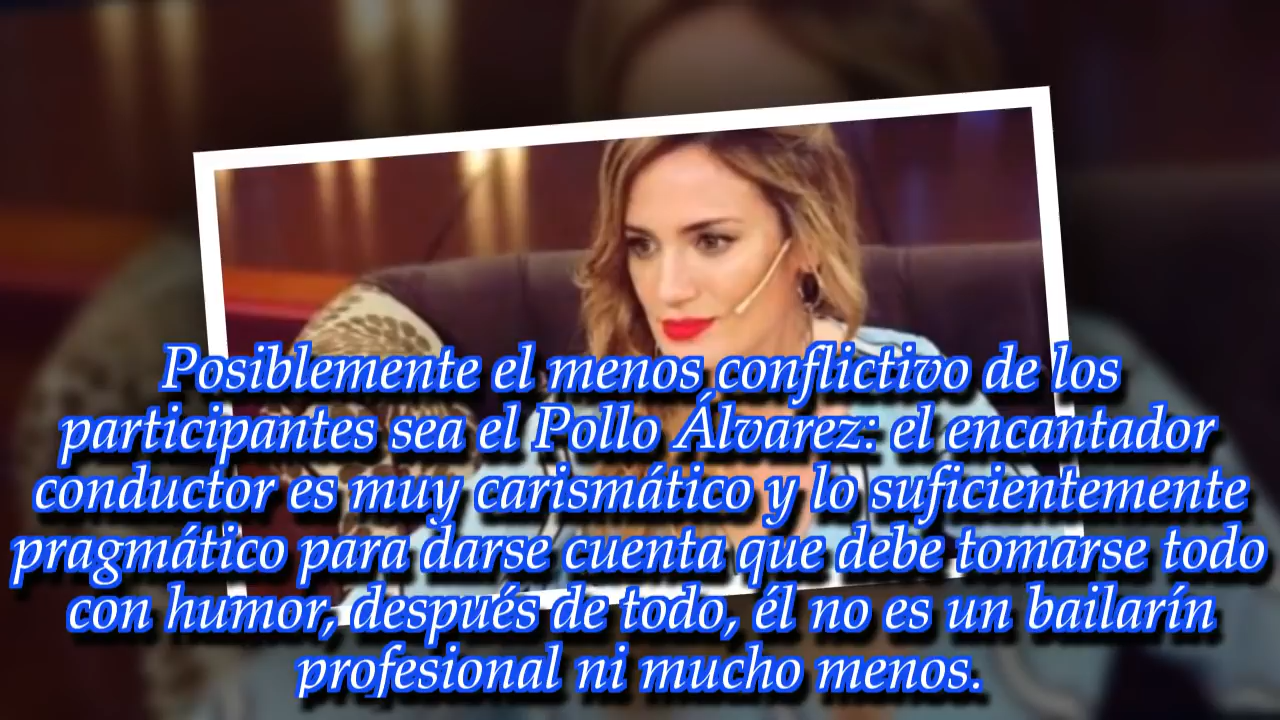 Posiblemente el menos conflictivo de los
participantes sea el Pollo Álvarez: el encantador
conductor es muy carismático y lo suficientemente
pragmático para darse cuenta que debe tomarse todo
con humor, después de todo, él no es un bailarín
profesional ni mucho menos.